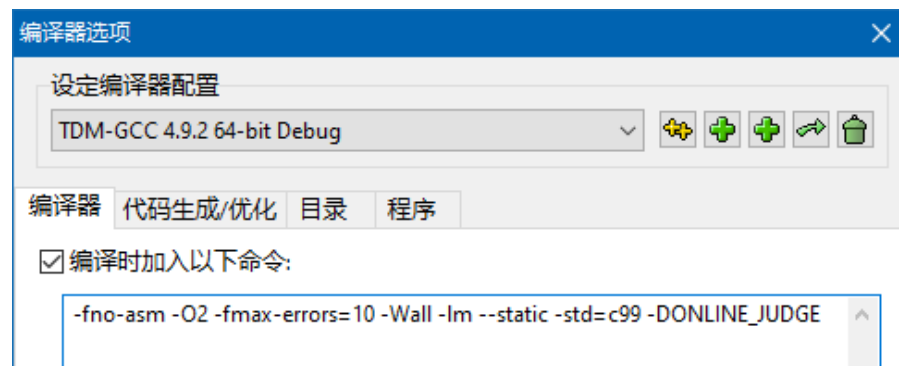 编译器选项
设定编译器配置
TDM-GCC 4.9.2 64-bit Debug
编译器 代码生成/优化 目录 程序
编译时加入以下命令:
-fno-asm -O2 -fmax-errors=10 -Wall -lm --static -std=c99 -DONLINE_JUDGE